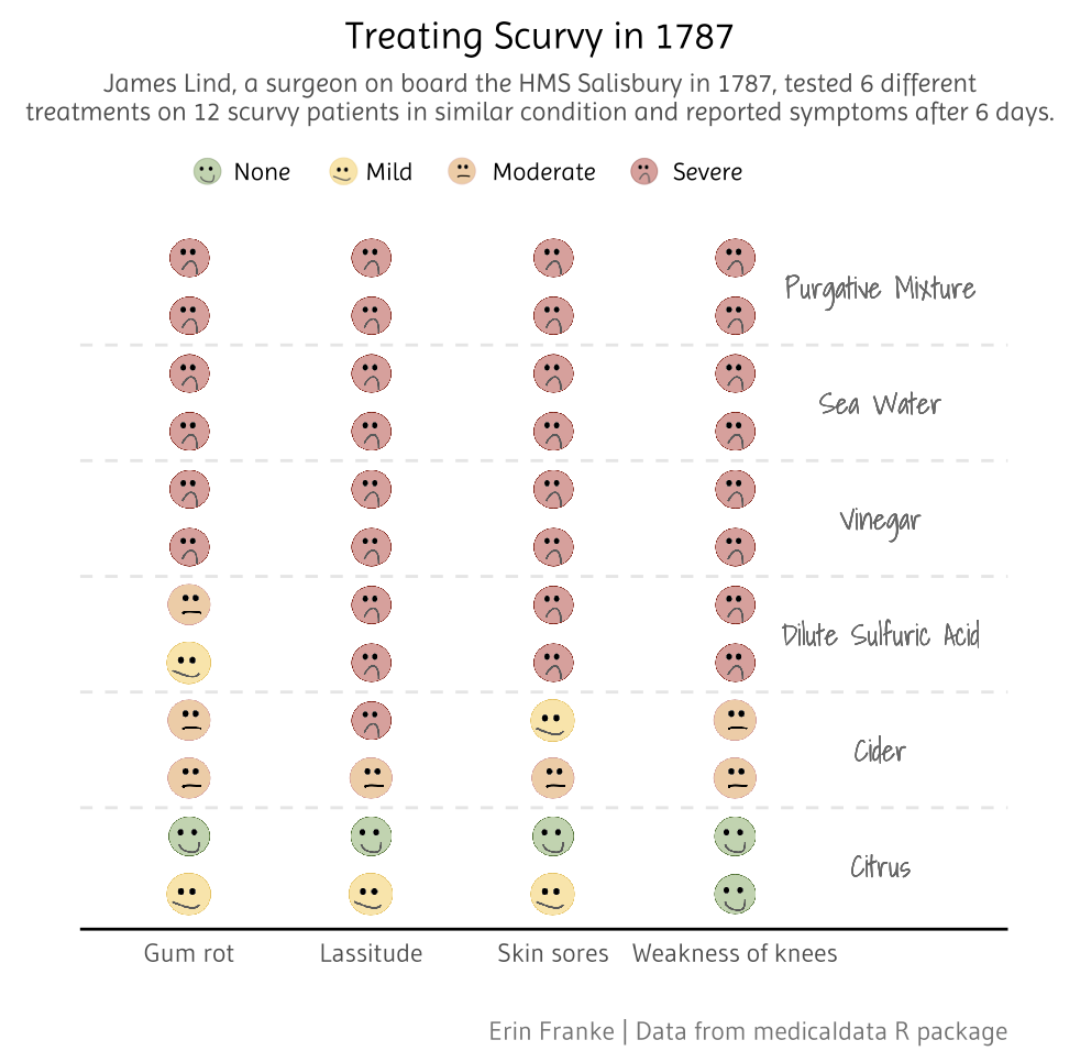 Treating Scurvy in 1787
James Lind, a surgeon on board the HMS Salisbury in 1787, tested 6 different
treatments on 12 scurvy patients in similar condition and reported symptoms after 6 days.
None Mild Moderate Severe
Purgative Mixture
Sea Water
Vinegar
Dilute Sulfuric Acid
Cider
Citrus
Gum rot Lassitude Skin sores Weakness of knees
Erin Franke | Data from medicaldata R package